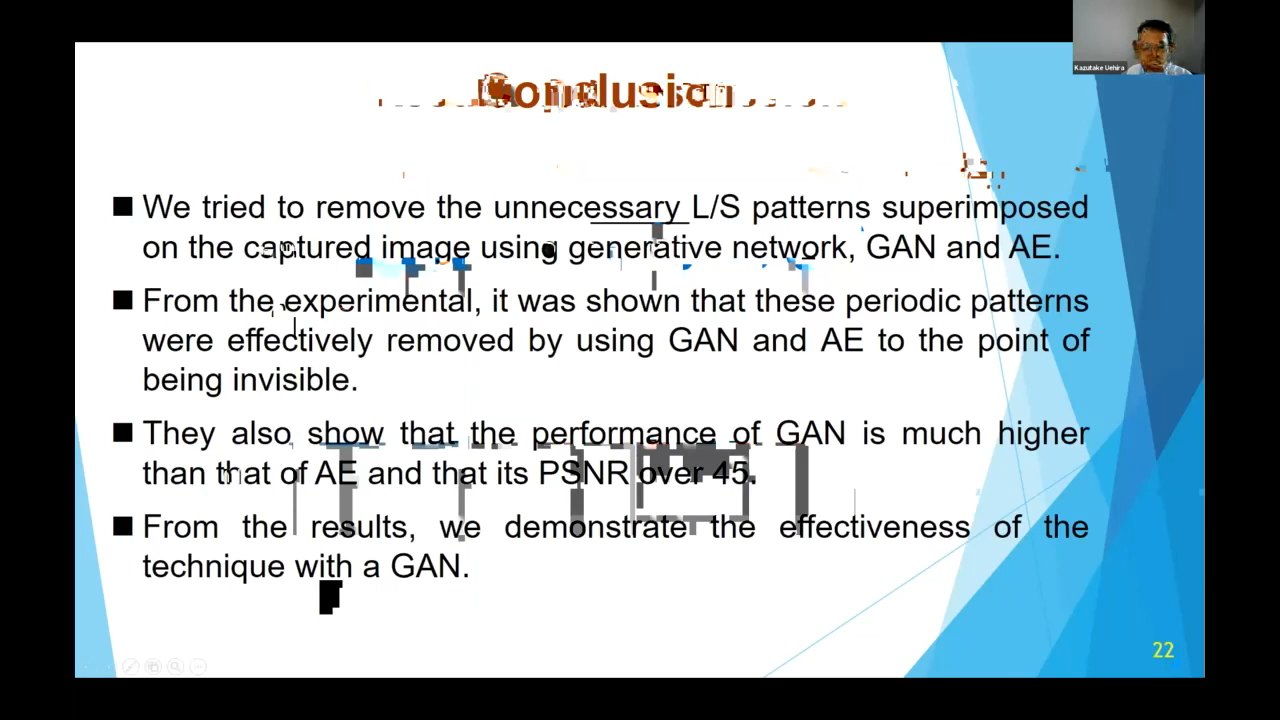 Conclusion
We tried to remove the unnecessary L/S patterns superimposed
on the captured image using generative network, GAN and AE.
From the experimental, it was shown that these periodic patterns
were effectively removed by using GAN and AE to the point of
being invisible.
They also show that the performance of GAN is much higher
than that of AE and that its PSNR over 45.
From the results, we demonstrate the effectiveness of the
technique with a GAN.
22
Kazutake Uehira